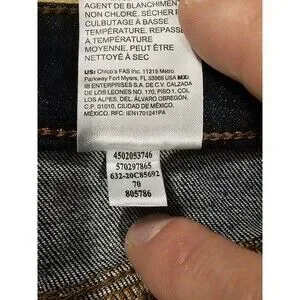 AGENT DE BLANCHIMENT
NON CHLORÉ. SÉCHER P
CULBUTAGE À BASSE
TEMPÉRATURE.
REPASSER À
TEMPÉRATURE
MOYENNE. PEUT ÊTRE
NETTOYÉ À SEC
US: Chico's FAS Inc. 11215 Metro
Parkway Fort Myers, FL 33966 USA MX:
IB ENTERPRISES S.A. DE C.V. CALZADA
DE LOS LEONES NO. 170, PISO 1, COL
LOS ALPES, DEL. ÁLVARO OBREGÓN,
C.P. 01010, CIUDAD DE MÉXICO,
MÉXICO. RFC: IEN1701241PA
4502053746
570297865
632-20C85692
70
805786